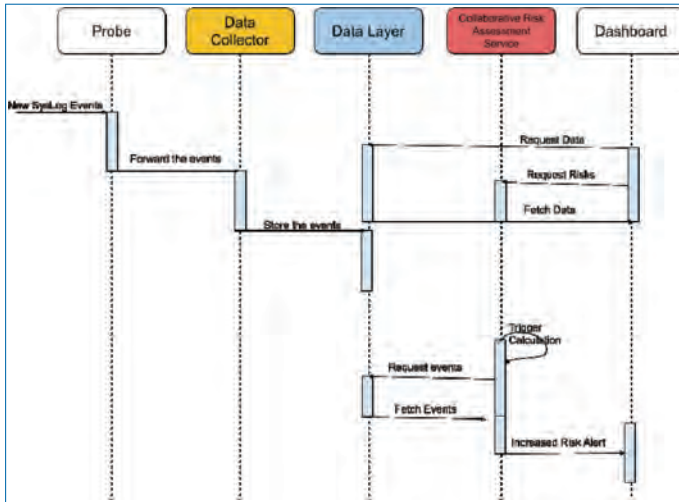 Probe
Data
Collector
Data Layer
Collaborative Risk
Assessment
Service
Dashboard
New SysLog Events
Request Data
Forward the events
Request Risks
Fetch Data
Store the events
Trigger
Calculation
Request events
Fetch Events
Increased Risk Alert